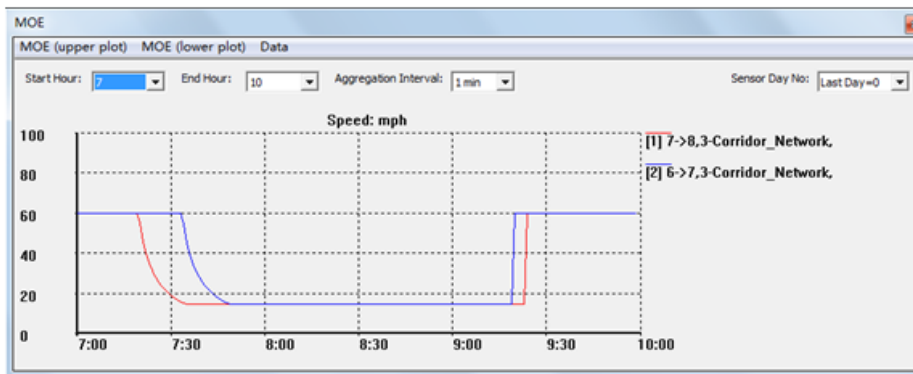 MOE
MOE (upper plot) MOE (lower plot) Data
Start Hour: 7 End Hour: 10 Aggregation Interval: 1 min Sensor Day No: Last Day=0
Speed: mph
100
80
60
40
20
0
[1] 7->8,3-Corridor_Network,
[2] 6->7,3-Corridor_Network,
7:00 7:30 8:00 8:30 9:00 9:30 10:00